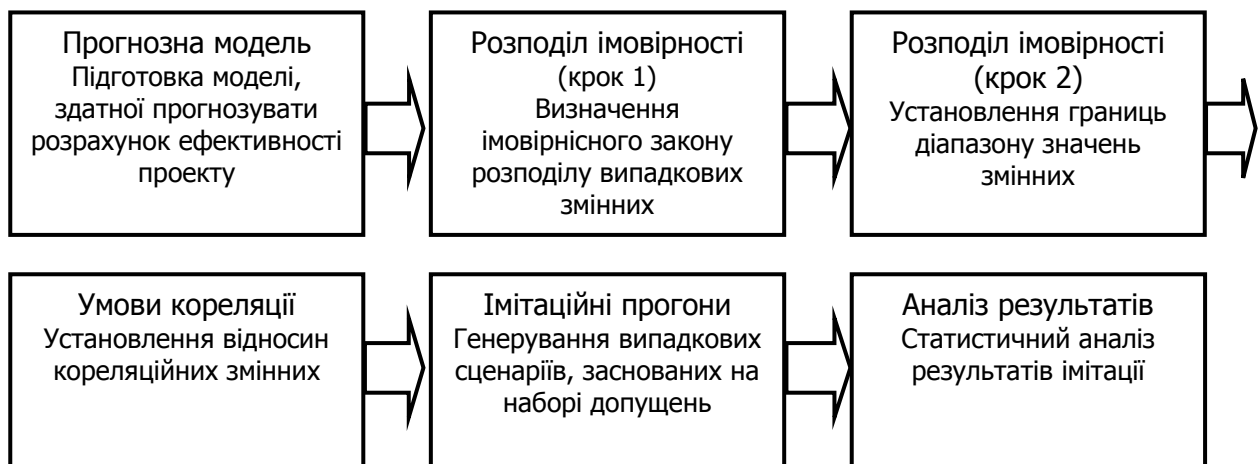 Прогнозна модель
Підготовка моделі,
здатної прогнозувати
розрахунок ефективності
проекту
Розподіл імовірності
(крок 1)
Визначення
імовірнісного закону
розподілу випадкових
змінних
Розподіл імовірності
(крок 2)
Установлення границь
діапазону значень
змінних
Умови кореляції
Установлення відносин
кореляційних змінних
Імітаційні прогони
Генерування випадкових
сценаріїв, заснованих на
наборі допущень
Аналіз результатів
Статистичний аналіз
результатів імітації